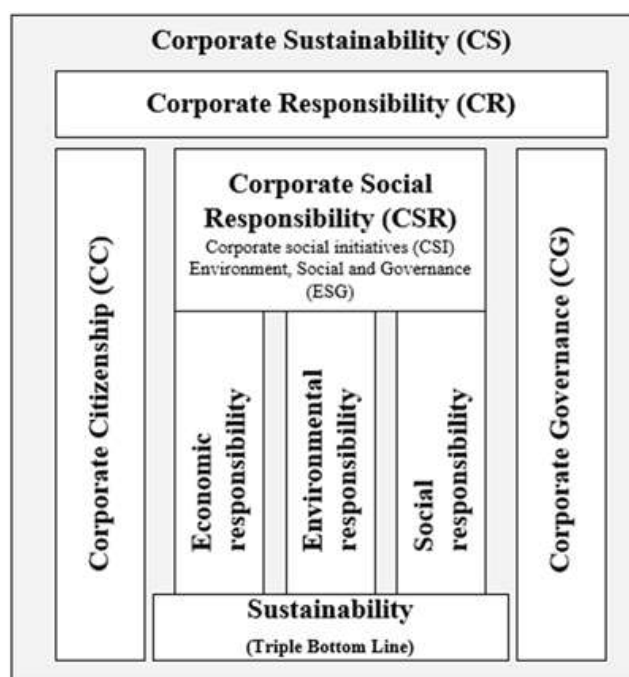 Corporate Sustainability (CS)
Corporate Responsibility (CR)
Corporate Citizenship (CC)
Corporate Social
Responsibility (CSR)
Corporate social initiatives (CSI)
Environment, Social and Governance
(ESG)
Economic
responsibility
Environmental
responsibility
Social
responsibility
Sustainability
(Triple Bottom Line)
Corporate Governance (CG)